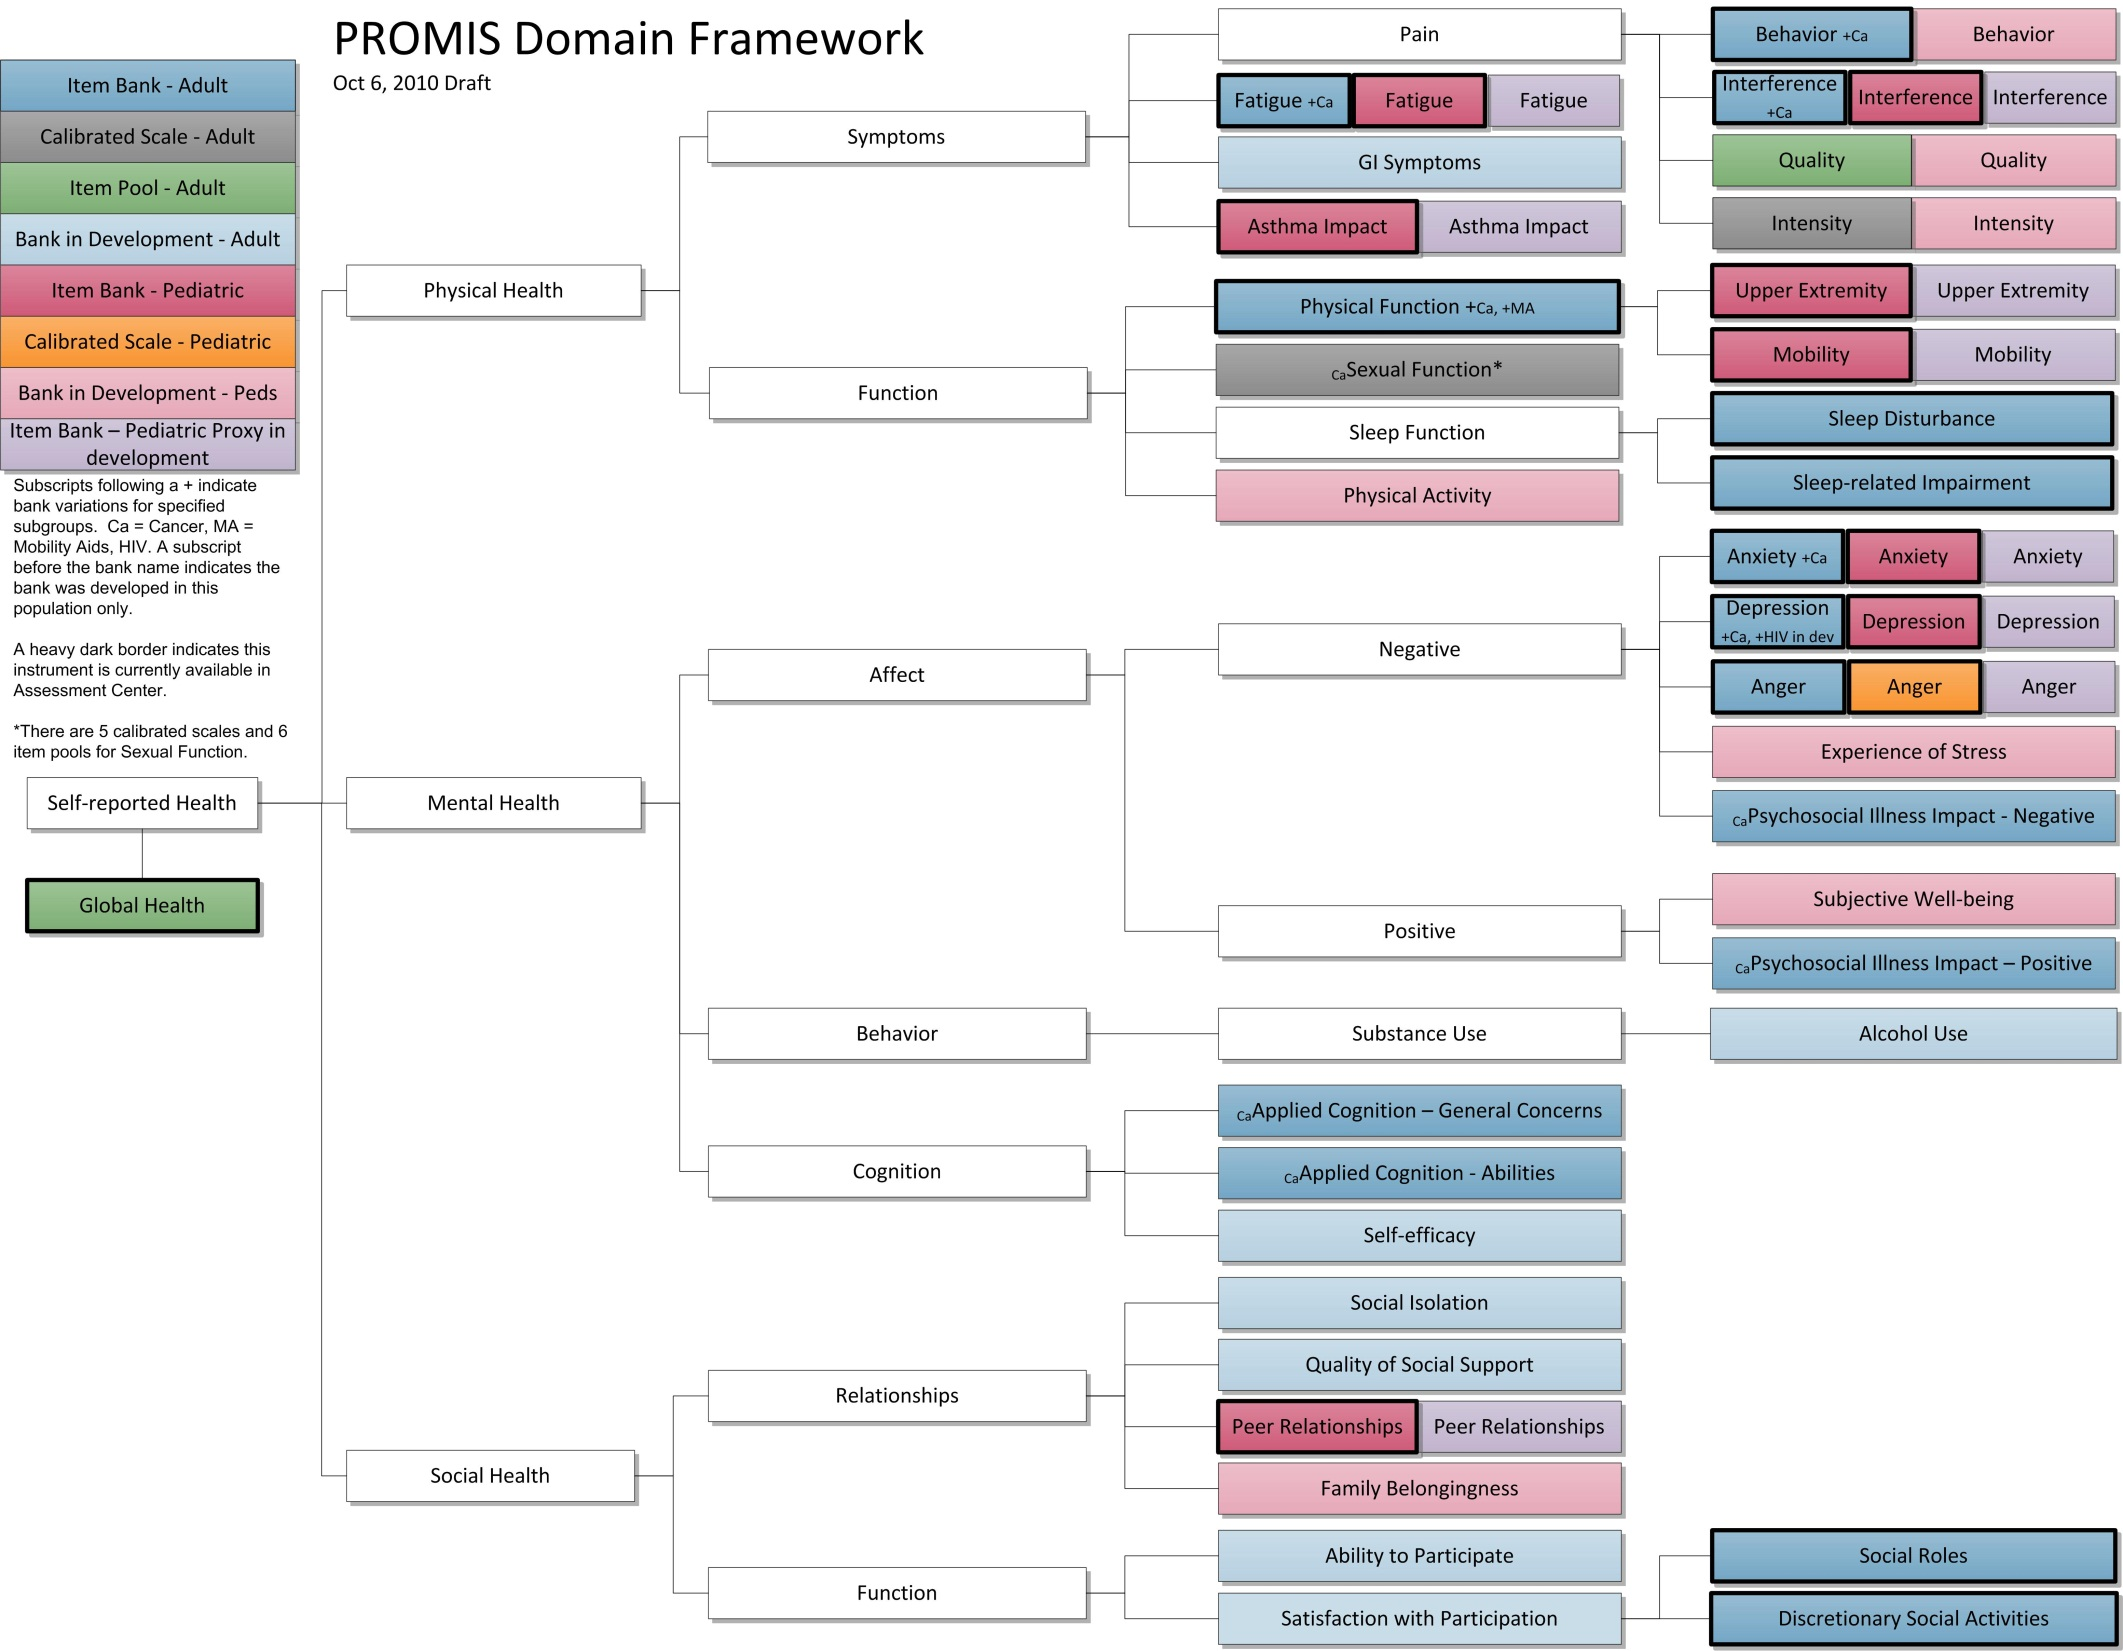 PROMIS Domain Framework
Oct 6, 2010 Draft
Item Bank - Adult
Calibrated Scale - Adult
Item Pool - Adult
Bank in Development - Adult
Item Bank - Pediatric
Calibrated Scale - Pediatric
Bank in Development - Peds
Item Bank – Pediatric Proxy in
development
Subscripts following a + indicate
bank variations for specified
subgroups. Ca = Cancer, MA =
Mobility Aids, HIV. A subscript
before the bank name indicates the
bank was developed in this
population only.
A heavy dark border indicates this
instrument is currently available in
Assessment Center.
*There are 5 calibrated scales and 6
item pools for Sexual Function.
Self-reported Health
Global Health
Physical Health
Symptoms
Pain
Behavior +Ca
Behavior
Interference
+Ca
Interference
Interference
Quality
Quality
Intensity
Intensity
Fatigue +Ca
Fatigue
Fatigue
GI Symptoms
Asthma Impact
Asthma Impact
Function
Physical Function +Ca, +MA
Upper Extremity
Upper Extremity
Mobility
Mobility
CaSexual Function*
Sleep Function
Sleep Disturbance
Sleep-related Impairment
Physical Activity
Mental Health
Affect
Negative
Anxiety +Ca
Anxiety
Anxiety
Depression
+Ca, +HIV in dev
Depression
Depression
Anger
Anger
Anger
Experience of Stress
CaPsychosocial Illness Impact - Negative
Positive
Subjective Well-being
CaPsychosocial Illness Impact – Positive
Behavior
Substance Use
Alcohol Use
Cognition
CaApplied Cognition – General Concerns
CaApplied Cognition - Abilities
Self-efficacy
Social Health
Relationships
Social Isolation
Quality of Social Support
Peer Relationships
Peer Relationships
Family Belongingness
Function
Ability to Participate
Satisfaction with Participation
Social Roles
Discretionary Social Activities